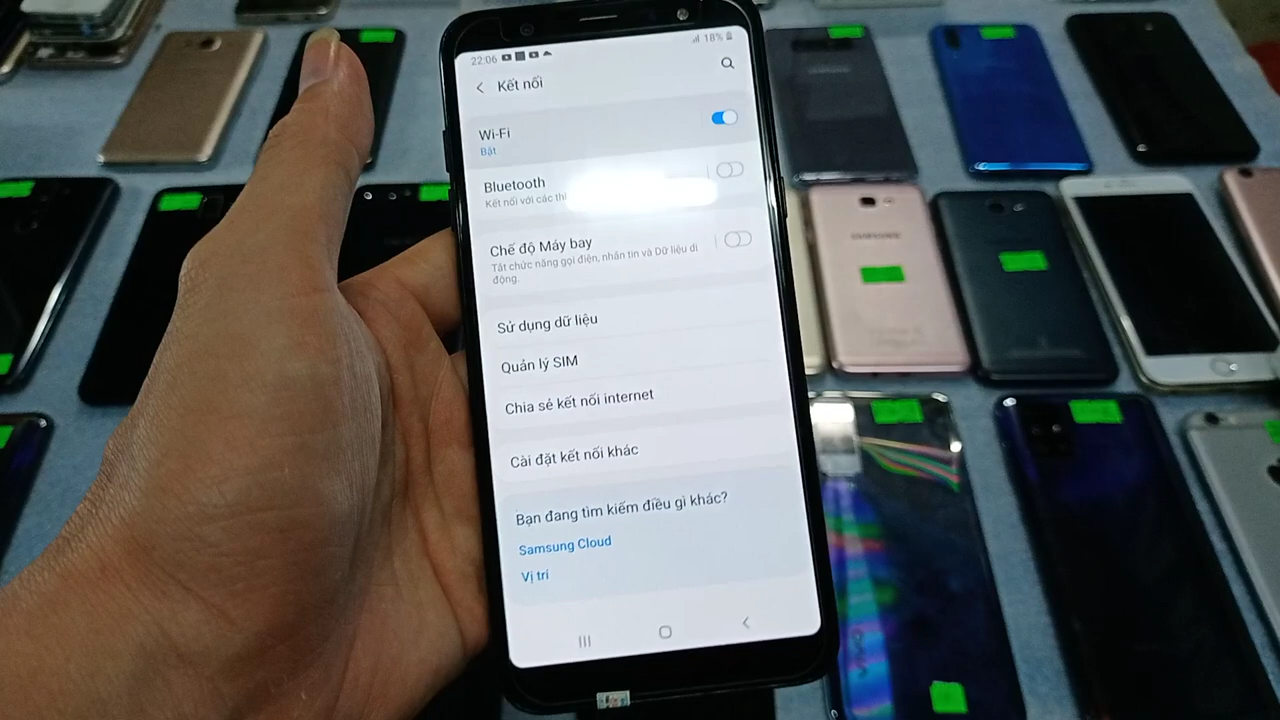 22:06
18%
Kết nối
Wi-Fi
Bật
Bluetooth
Kết nối với các thi
Chế độ Máy bay
Tắt chức năng gọi điện, nhắn tin và Dữ liệu di
động.
Sử dụng dữ liệu
Quản lý SIM
Chia sẻ kết nối internet
Cài đặt kết nối khác
Bạn đang tìm kiếm điều gì khác?
Samsung Cloud
Vị trí
SAMSUNG